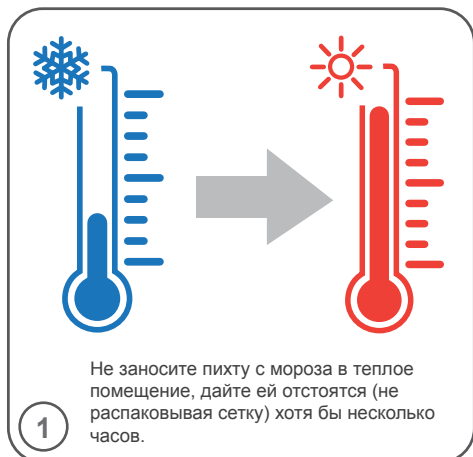 Не заносите пихту с мороза в теплое
помещение, дайте ей отстоятся (не
распаковывая сетку) хотя бы несколько
часов.
1